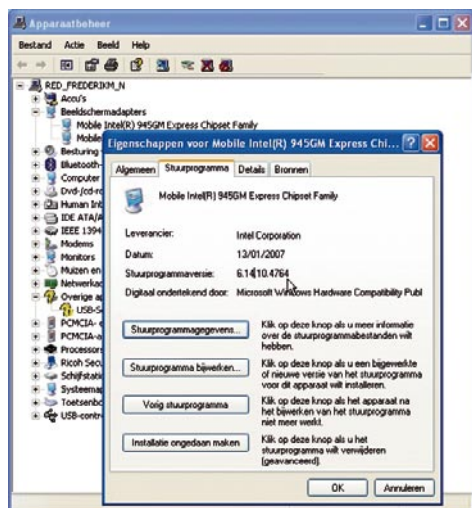 Apparaatbeheer
Bestand Actie Beeld Help
RED_FREDERIKM_N
Accu's
Beeldschermadapters
Mobile Intel(R) 945GM Express Chipset Family
Mobile
Besturing
Bluetooth-
Computer
Dvd-/cd-ro
Human Int
IDE ATA/A
IEEE 1394
Modems
Monitors
Muizen en
Netwerkad
Overige ap
USB-S
PCMCIA- e
PCMCIA-a
Processors
Ricoh Secu
Schijfstatio
Systeemap
Toetsenbo
USB-contr
Eigenschappen voor Mobile Intel(R) 945GM Express Chi...
Algemeen Stuurprogramma Details Bronnen
Mobile Intel(R) 945GM Express Chipset Family
Leverancier: Intel Corporation
Datum: 13/01/2007
Stuurprogrammaversie: 6.14.10.4764
Digitaal ondertekend door: Microsoft Windows Hardware Compatibility Publ
Stuurprogrammagegevens...
Klik op deze knop als u meer informatie
over de stuurprogrammabestanden wilt
hebben.
Stuurprogramma bijwerken...
Klik op deze knop als u een bijgewerkte
of nieuwe versie van het stuurprogramma
voor dit apparaat wilt installeren.
Vorig stuurprogramma
Klik op deze knop als het apparaat na
het bijwerken van het stuurprogramma
niet meer werkt.
Installatie ongedaan maken
Klik op deze knop als u het
stuurprogramma wilt verwijderen
(geavanceerd).
OK Annuleren